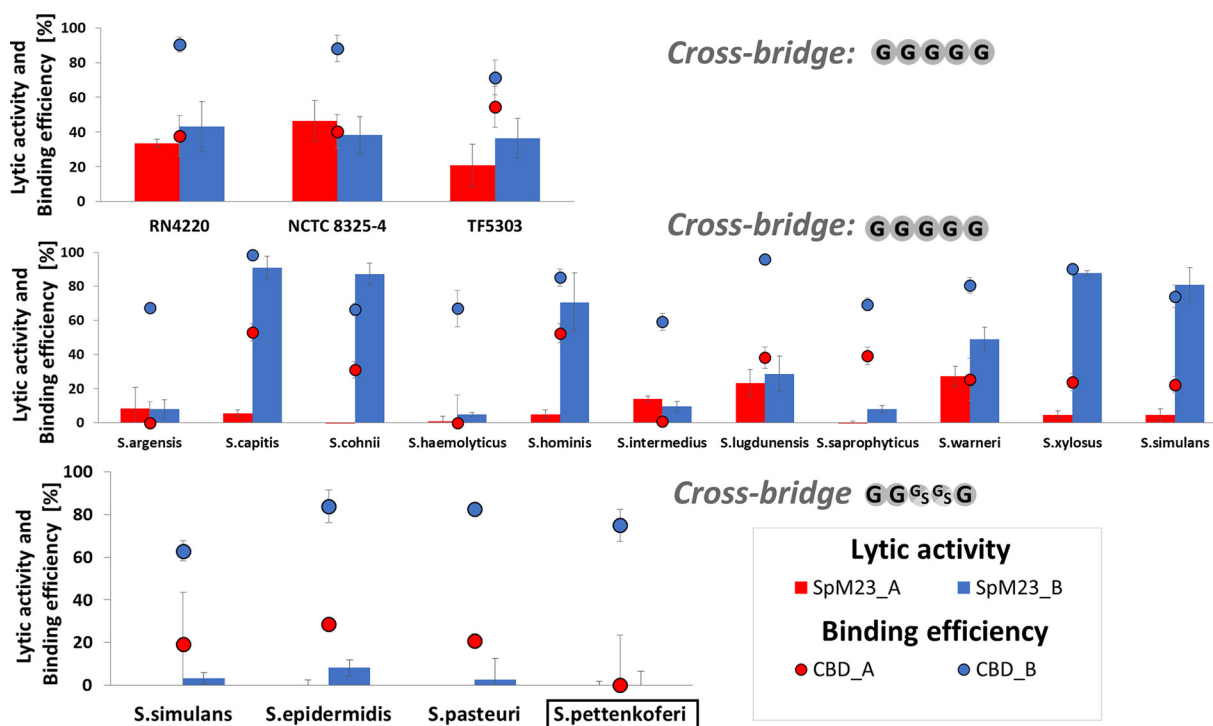 Lytic activity and
Binding efficiency [%]
100
80
60
40
20
0
RN4220 NCTC 8325-4 TF5303
Cross-bridge: G G G G G
Lytic activity and
Binding efficiency [%]
100
80
60
40
20
0
S.argensis S.capitis S.cohnii S.haemolyticus S.hominis S.intermedius S.lugdunensis S.saprophyticus S.warneri S.xylosus S.simulans
Cross-bridge: G G G G G
Lytic activity and
Binding efficiency [%]
100
80
60
40
20
0
S.simulans S.epidermidis S.pasteuri S.pettenkoferi
Cross-bridge G G GS GS G
Lytic activity
SpM23_A SpM23_B
Binding efficiency
CBD_A CBD_B